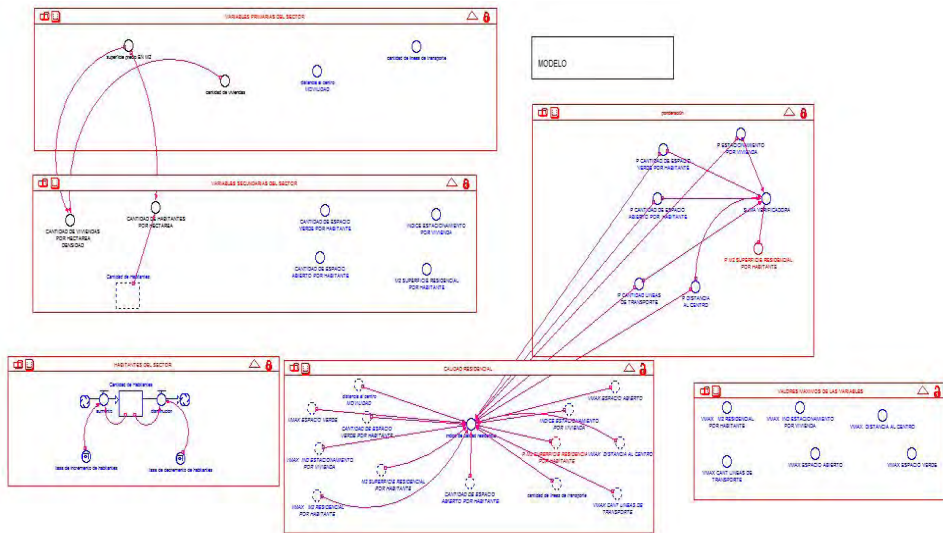 VARIABLES PRIMARIAS DEL SECTOR
superficie predio EN M2
cantidad de viviendas
distancia al centro
MOVILIDAD
cantidad de lineas de transporte
MODELO
ponderación
P ESTACIONAMIENTO
POR VIVIENDA
P CANTIDAD DE ESPACIO
VERDE POR HABITANTE
P CANTIDAD DE ESPACIO
ABIERTO POR HABITANTE
SUMA VERIFICADORA
P M2 SUPERFICIE RESIDENCIAL
POR HABITANTE
P CANTIDAD LINEAS
DE TRANSPORTE
P DISTANCIA
AL CENTRO
VARIABLES SECUNDARIAS DEL SECTOR
CANTIDAD DE VIVIENDAS
POR HECTAREA
DENSIDAD
CANTIDAD DE HABITANTES
POR HECTAREA
CANTIDAD DE ESPACIO
VERDE POR HABITANTE
INDICE ESTACIONAMIENTO
POR VIVIENDA
CANTIDAD DE ESPACIO
ABIERTO POR HABITANTE
M2 SUPERFICIE RESIDENCIAL
POR HABITANTE
Cantidad de Habitantes
HABITANTES DEL SECTOR
Cantidad de Habitantes
aumento
disminucion
tasa de incremento de habitantes
tasa de decremento de habitantes
CALIDAD RESIDENCIAL
distancia al centro
MOVILIDAD
VMAX ESPACIO ABIERTO
VMAX ESPACIO VERDE
CANTIDAD DE ESPACIO
VERDE POR HABITANTE
indice de calidad residencial
INDICE ESTACIONAMIENTO
POR VIVIENDA
VMAX IND ESTACIONAMIENTO
POR VIVIENDA
P M2 SUPERFICIE RESIDENCIAL
POR HABITANTE
VMAX DISTANCIA AL CENTRO
M2 SUPERFICIE RESIDENCIAL
POR HABITANTE
CANTIDAD DE ESPACIO
ABIERTO POR HABITANTE
cantidad de lineas de transporte
VMAX M2 RESIDENCIAL
POR HABITANTE
VMAX CANT LINEAS DE
TRANSPORTE
VALORES MAXIMOS DE LAS VARIABLES
VMAX M2 RESIDENCIAL
POR HABITANTE
VMAX IND ESTACIONAMIENTO
POR VIVIENDA
VMAX DISTANCIA AL CENTRO
VMAX CANT LINEAS DE
TRANSPORTE
VMAX ESPACIO ABIERTO
VMAX ESPACIO VERDE